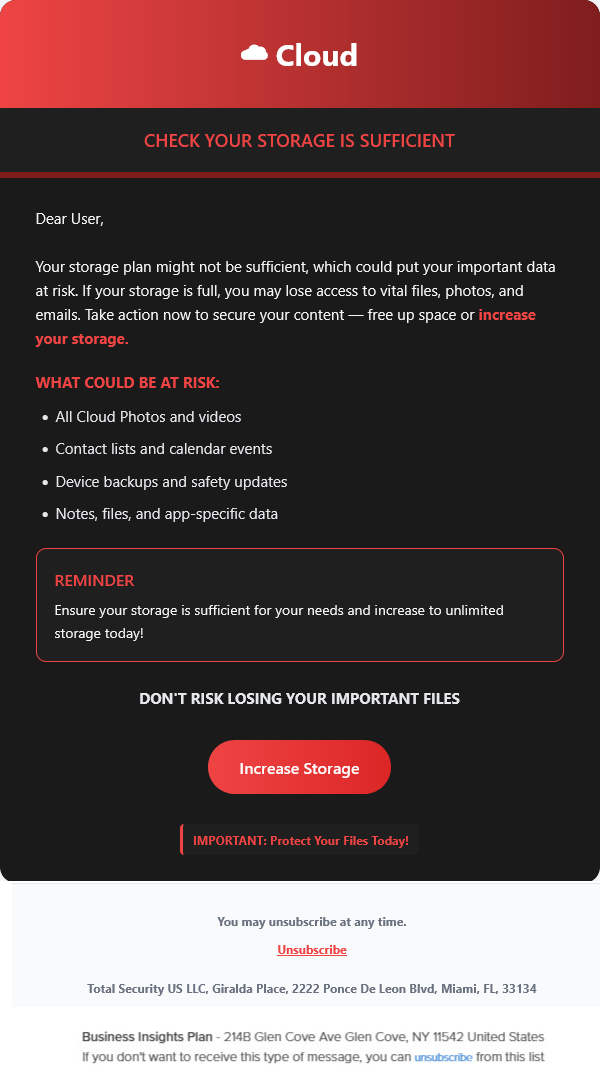 Cloud
CHECK YOUR STORAGE IS SUFFICIENT
Dear User,
Your storage plan might not be sufficient, which could put your important data
at risk. If your storage is full, you may lose access to vital files, photos, and
emails. Take action now to secure your content — free up space or increase
your storage.
WHAT COULD BE AT RISK:
• All Cloud Photos and videos
• Contact lists and calendar events
• Device backups and safety updates
• Notes, files, and app-specific data
REMINDER
Ensure your storage is sufficient for your needs and increase to unlimited
storage today!
DON'T RISK LOSING YOUR IMPORTANT FILES
Increase Storage
IMPORTANT: Protect Your Files Today!
You may unsubscribe at any time.
Unsubscribe
Total Security US LLC, Giralda Place, 2222 Ponce De Leon Blvd, Miami, FL, 33134
Business Insights Plan - 214B Glen Cove Ave Glen Cove, NY 11542 United States
If you don't want to receive this type of message, you can unsubscribe from this list